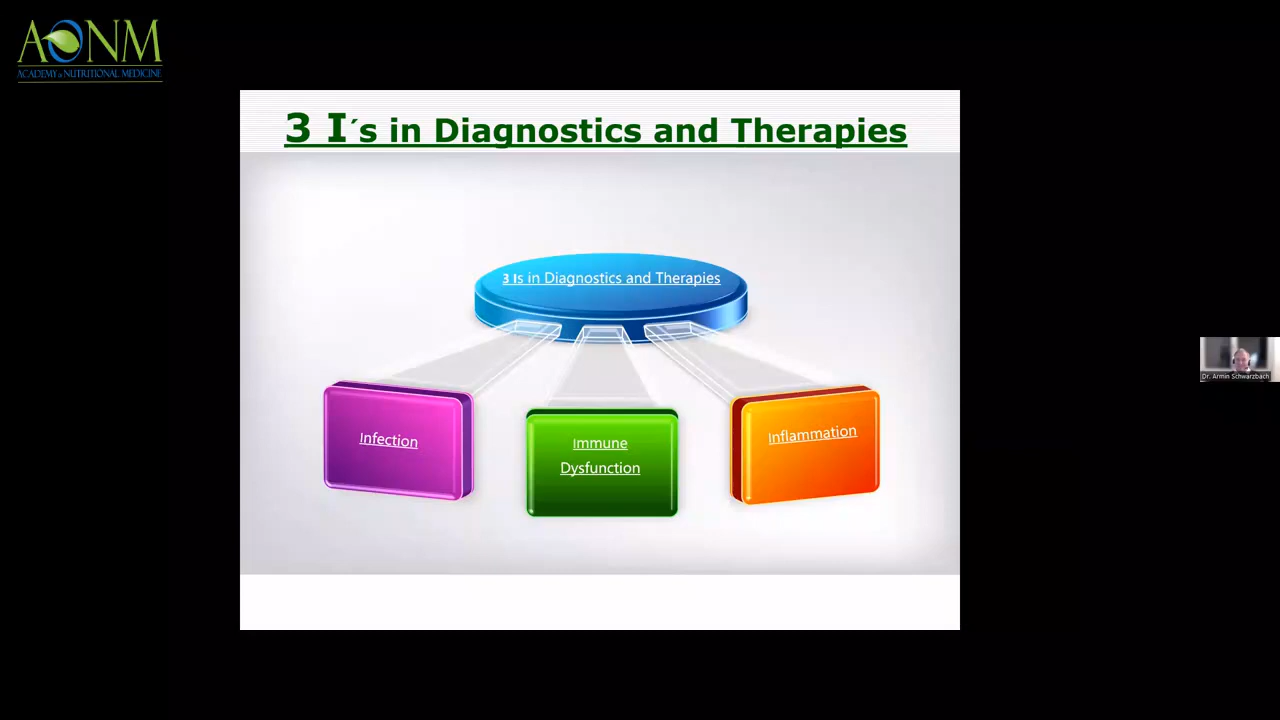 AONM
ACADEMY of NUTRITIONAL MEDICINE
3 I´s in Diagnostics and Therapies
3 Is in Diagnostics and Therapies
Infection
Immune
Dysfunction
Inflammation
Dr. Armin Schwarzbach